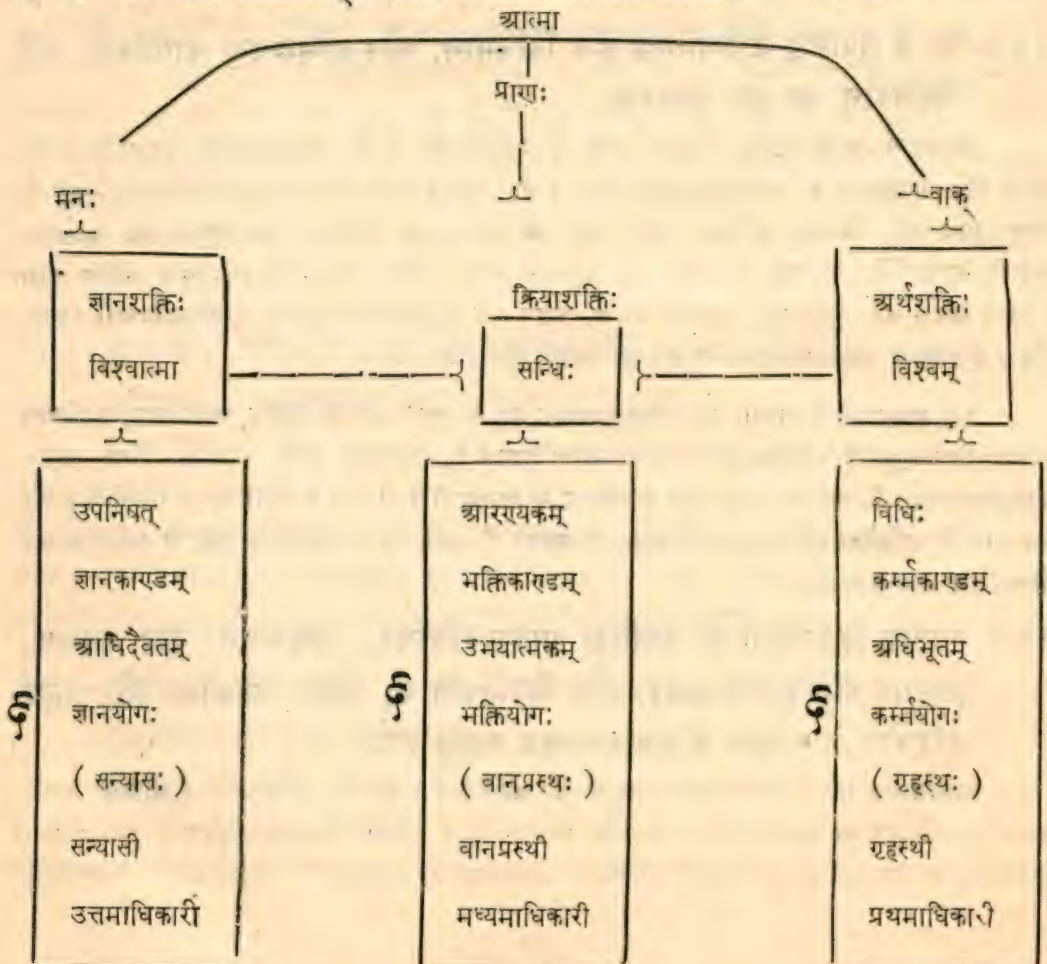 आत्मा
प्राणः
मनः
वाक्
ज्ञानशक्तिः
विश्वात्मा
क्रियाशक्तिः
सन्धिः
अर्थशक्तिः
विश्वम्
उपनिषत्
ज्ञानकाण्डम्
आधिदैवतम्
ज्ञानयोगः
( सन्यासः )
सन्यासी
उत्तमाधिकारी
आरण्यकम्
भक्तिकाण्डम्
उभयात्मकम्
भक्तियोगः
( वानप्रस्थः )
वानप्रस्थी
मध्यमाधिकारी
विधिः
कर्म्मकाण्डम्
अधिभूतम्
कर्म्मयोगः
( गृहस्थः )
गृहस्थी
प्रथमाधिकारी